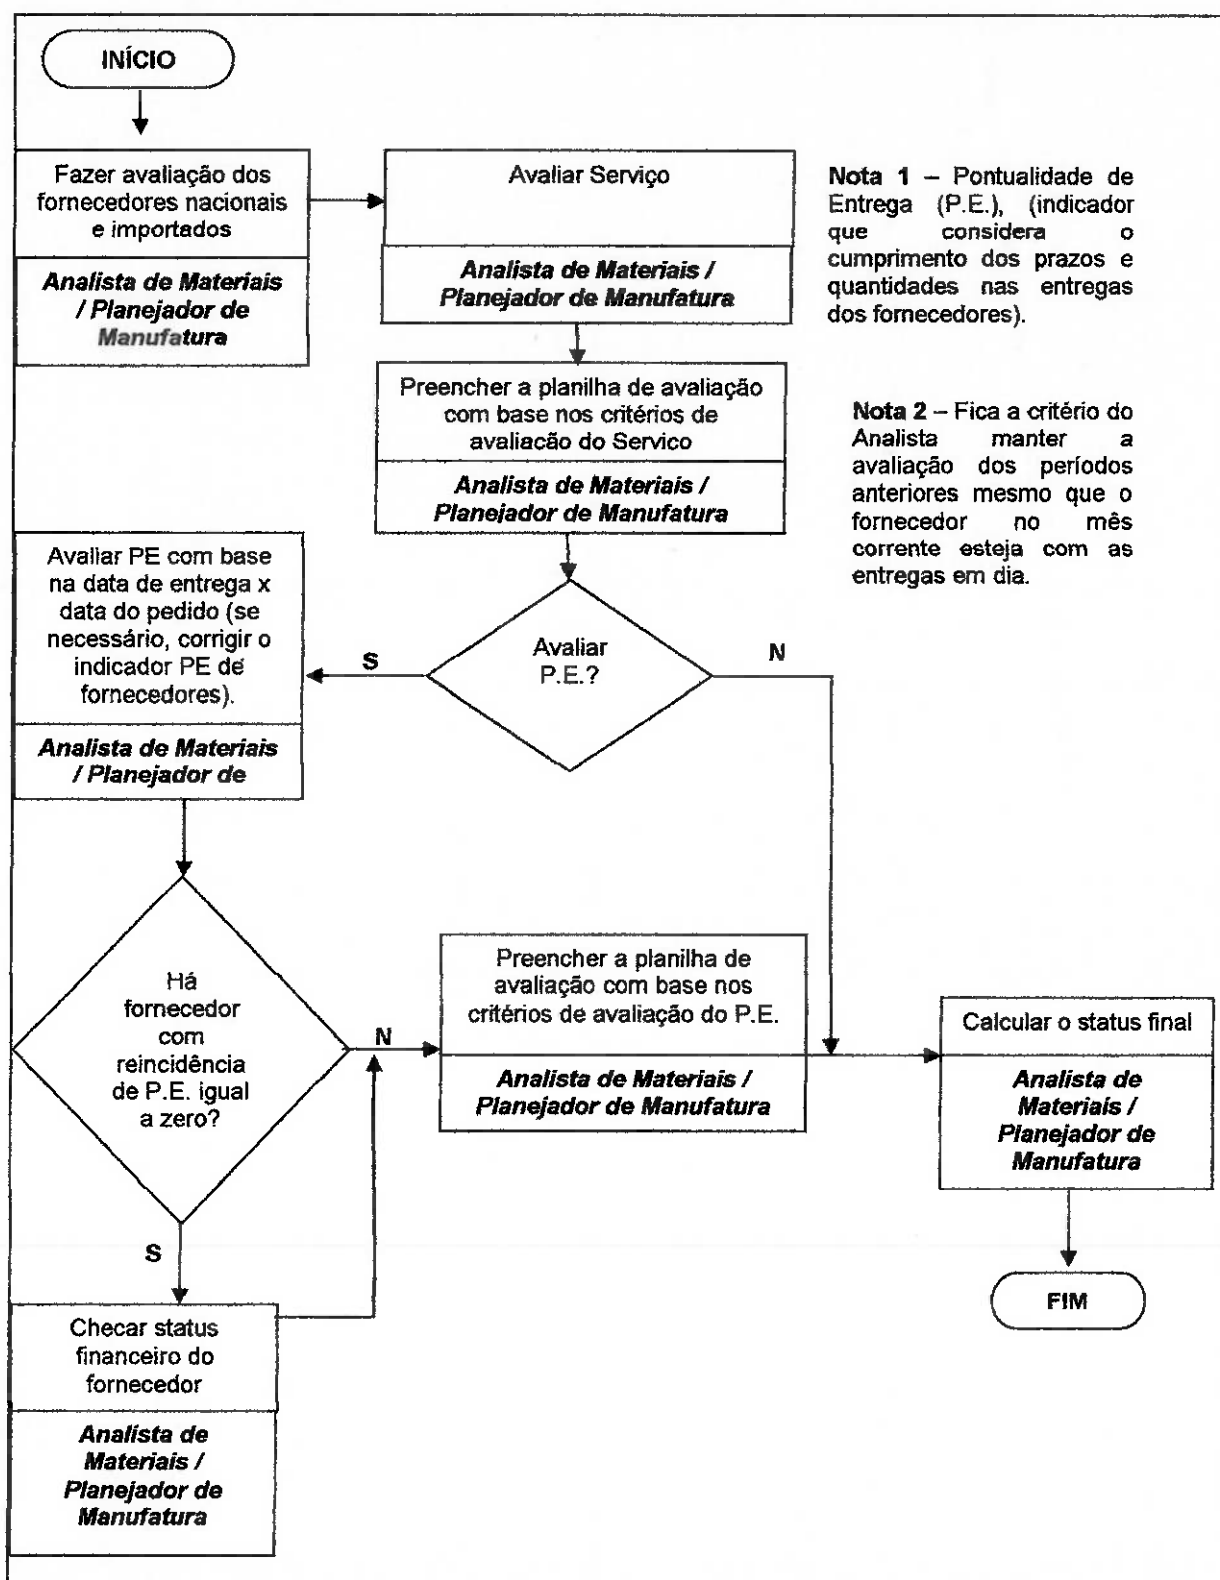 INÍCIO
Fazer avaliação dos
fornecedores nacionais
e importados
Analista de Materiais
/ Planejador de
Manufatura
Avaliar Serviço
Analista de Materiais /
Planejador de Manufatura
Nota 1 – Pontualidade de
Entrega (P.E.), (indicador
que considera o
cumprimento dos prazos e
quantidades nas entregas
dos fornecedores).
Preencher a planilha de avaliação
com base nos critérios de
avaliacão do Servico
Analista de Materiais /
Planejador de Manufatura
Nota 2 – Fica a critério do
Analista manter a
avaliação dos períodos
anteriores mesmo que o
fornecedor no mês
corrente esteja com as
entregas em dia.
Avaliar
P.E.?
S
N
Avaliar PE com base
na data de entrega x
data do pedido (se
necessário, corrigir o
indicador PE de
fornecedores).
Analista de Materiais
/ Planejador de
Há
fornecedor
com
reincidência
de P.E. igual
a zero?
N
S
Preencher a planilha de
avaliação com base nos
critérios de avaliação do P.E.
Analista de Materiais /
Planejador de Manufatura
Calcular o status final
Analista de
Materiais /
Planejador de
Manufatura
FIM
Checar status
financeiro do
fornecedor
Analista de
Materiais /
Planejador de
Manufatura